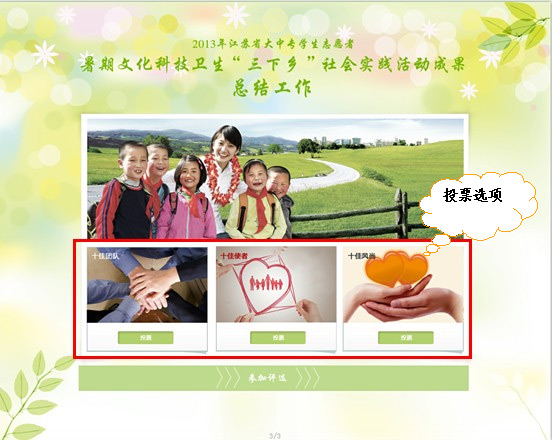 2013年江苏省大中专学生志愿者
暑期文化科技卫生“三下乡”社会实践活动成果
总结工作
投票选项
十佳团队
十佳使者
十佳风尚
投票
投票
投票
参加评选
3/3